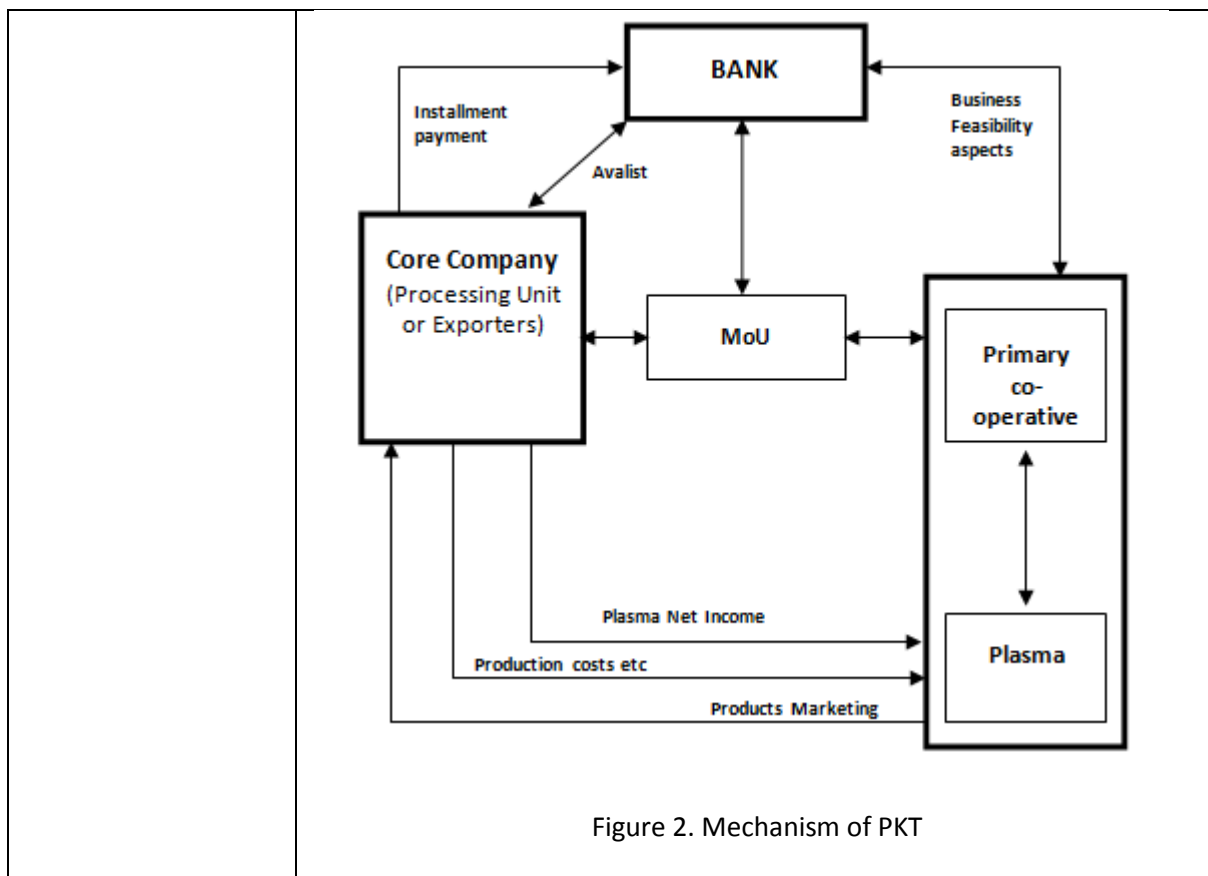 BANK
Installment
payment
Business
Feasibility
aspects
Avalist
Core Company
(Processing Unit
or Exporters)
MoU
Primary
co-
operative
Plasma Net Income
Plasma
Production costs etc
Products Marketing
Figure 2. Mechanism of PKT